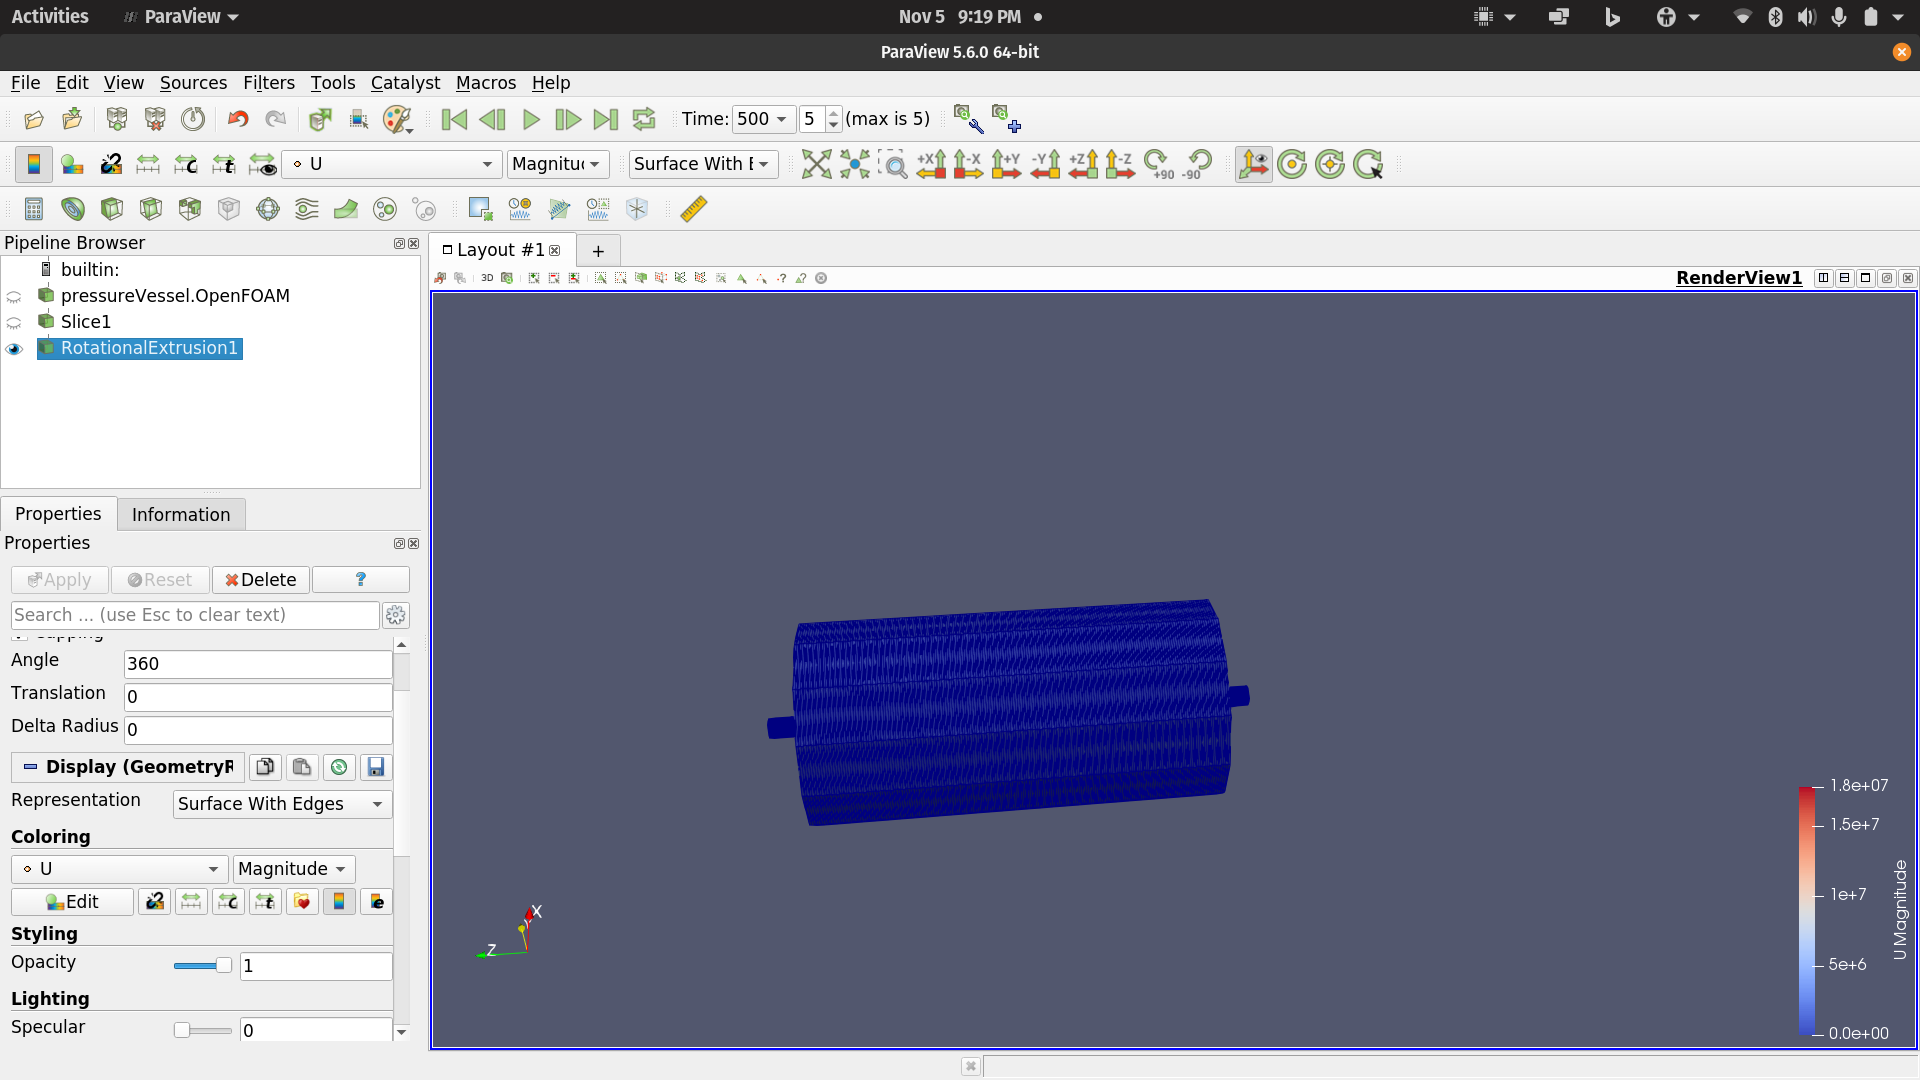 Activities ParaView Nov 5 9:19 PM
ParaView 5.6.0 64-bit
File Edit View Sources Filters Tools Catalyst Macros Help
Time: 500 5 (max is 5)
U Magnituc Surface With E +X -X +Y -Y +Z -Z +90 -90
Pipeline Browser
builtin:
pressureVessel.OpenFOAM
Slice1
RotationalExtrusion1
Layout #1 +
3D RenderView1
Properties Information
Properties
Apply Reset Delete ?
Search ... (use Esc to clear text)
Capping
Angle 360
Translation 0
Delta Radius 0
Display (GeometryR
Representation Surface With Edges
Coloring
U Magnitude
Edit
Styling
Opacity 1
Lighting
Specular 0
X
Z
1.8e+07
1.5e+7
1e+7
5e+6
0.0e+00
U Magnitude